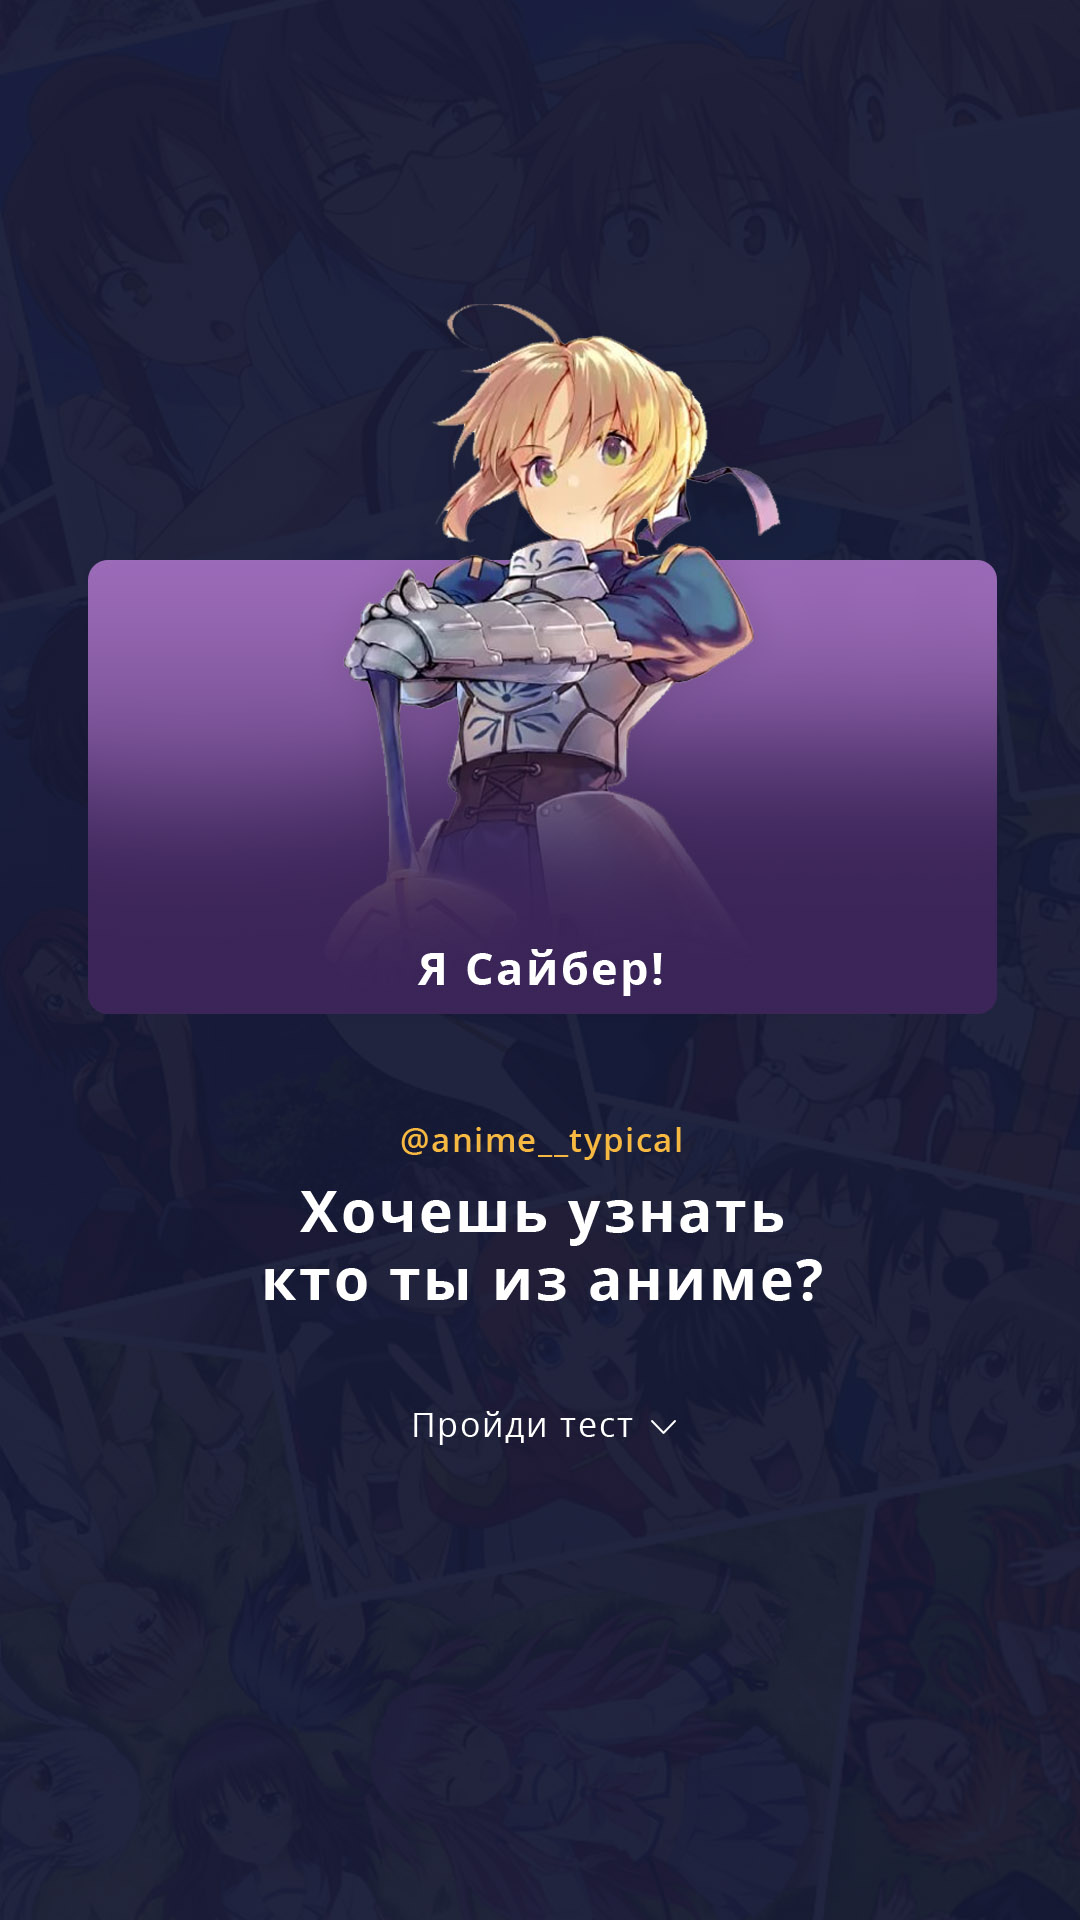 Я Сайбер!
@anime__typical
Хочешь узнать
кто ты из аниме?
Пройди тест